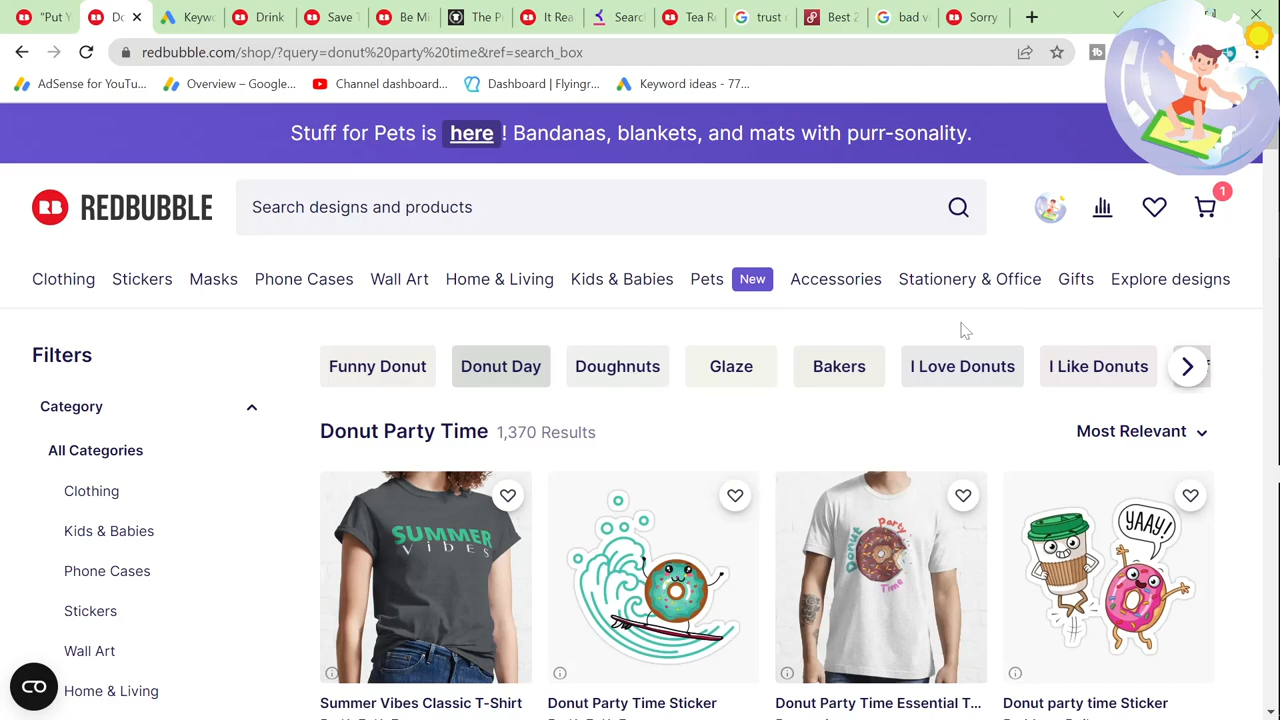 "Put Y
Do
Keyw
Drink
Save T
Be Mi
The P
It Rea
Searc
Tea R
trust
Best 2
bad v
Sorry
redbubble.com/shop/?query=donut%20party%20time&ref=search_box
tb
AdSense for YouTu...
Overview – Google...
Channel dashboard...
Dashboard | Flyingr...
Keyword ideas - 77...
Stuff for Pets is here! Bandanas, blankets, and mats with purr-sonality.
RB REDBUBBLE
Search designs and products
1
Clothing Stickers Masks Phone Cases Wall Art Home & Living Kids & Babies Pets New Accessories Stationery & Office Gifts Explore designs
Filters
Funny Donut Donut Day Doughnuts Glaze Bakers I Love Donuts I Like Donuts
Category
Donut Party Time 1,370 Results
Most Relevant
All Categories
Clothing
Kids & Babies
Phone Cases
Stickers
Wall Art
Home & Living
SUMMER
VIBES
Donut
Party
Time
YAAY!
Summer Vibes Classic T-Shirt
Donut Party Time Sticker
Donut Party Time Essential T...
Donut party time Sticker